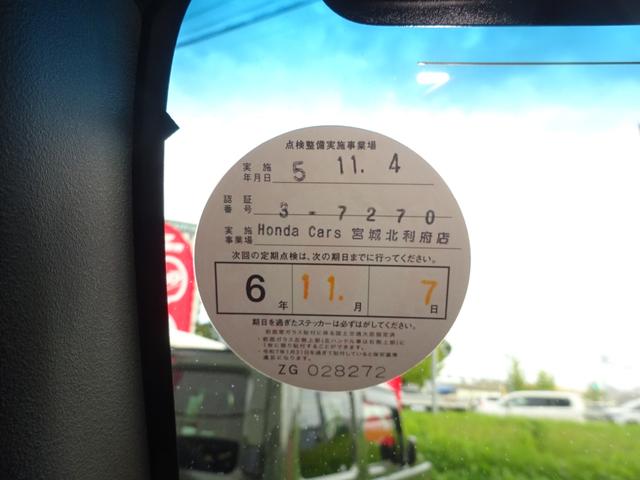 点検整備実施事業場
実施年月日 5 11. 4
認証番号 3-7270
実施事業場 Honda Cars 宮城北利府店
次回の定期点検は、次の期日までに行ってください。
6年 11.月 7日
期日を過ぎたステッカーは必ずはがしてください。
ZG 028272